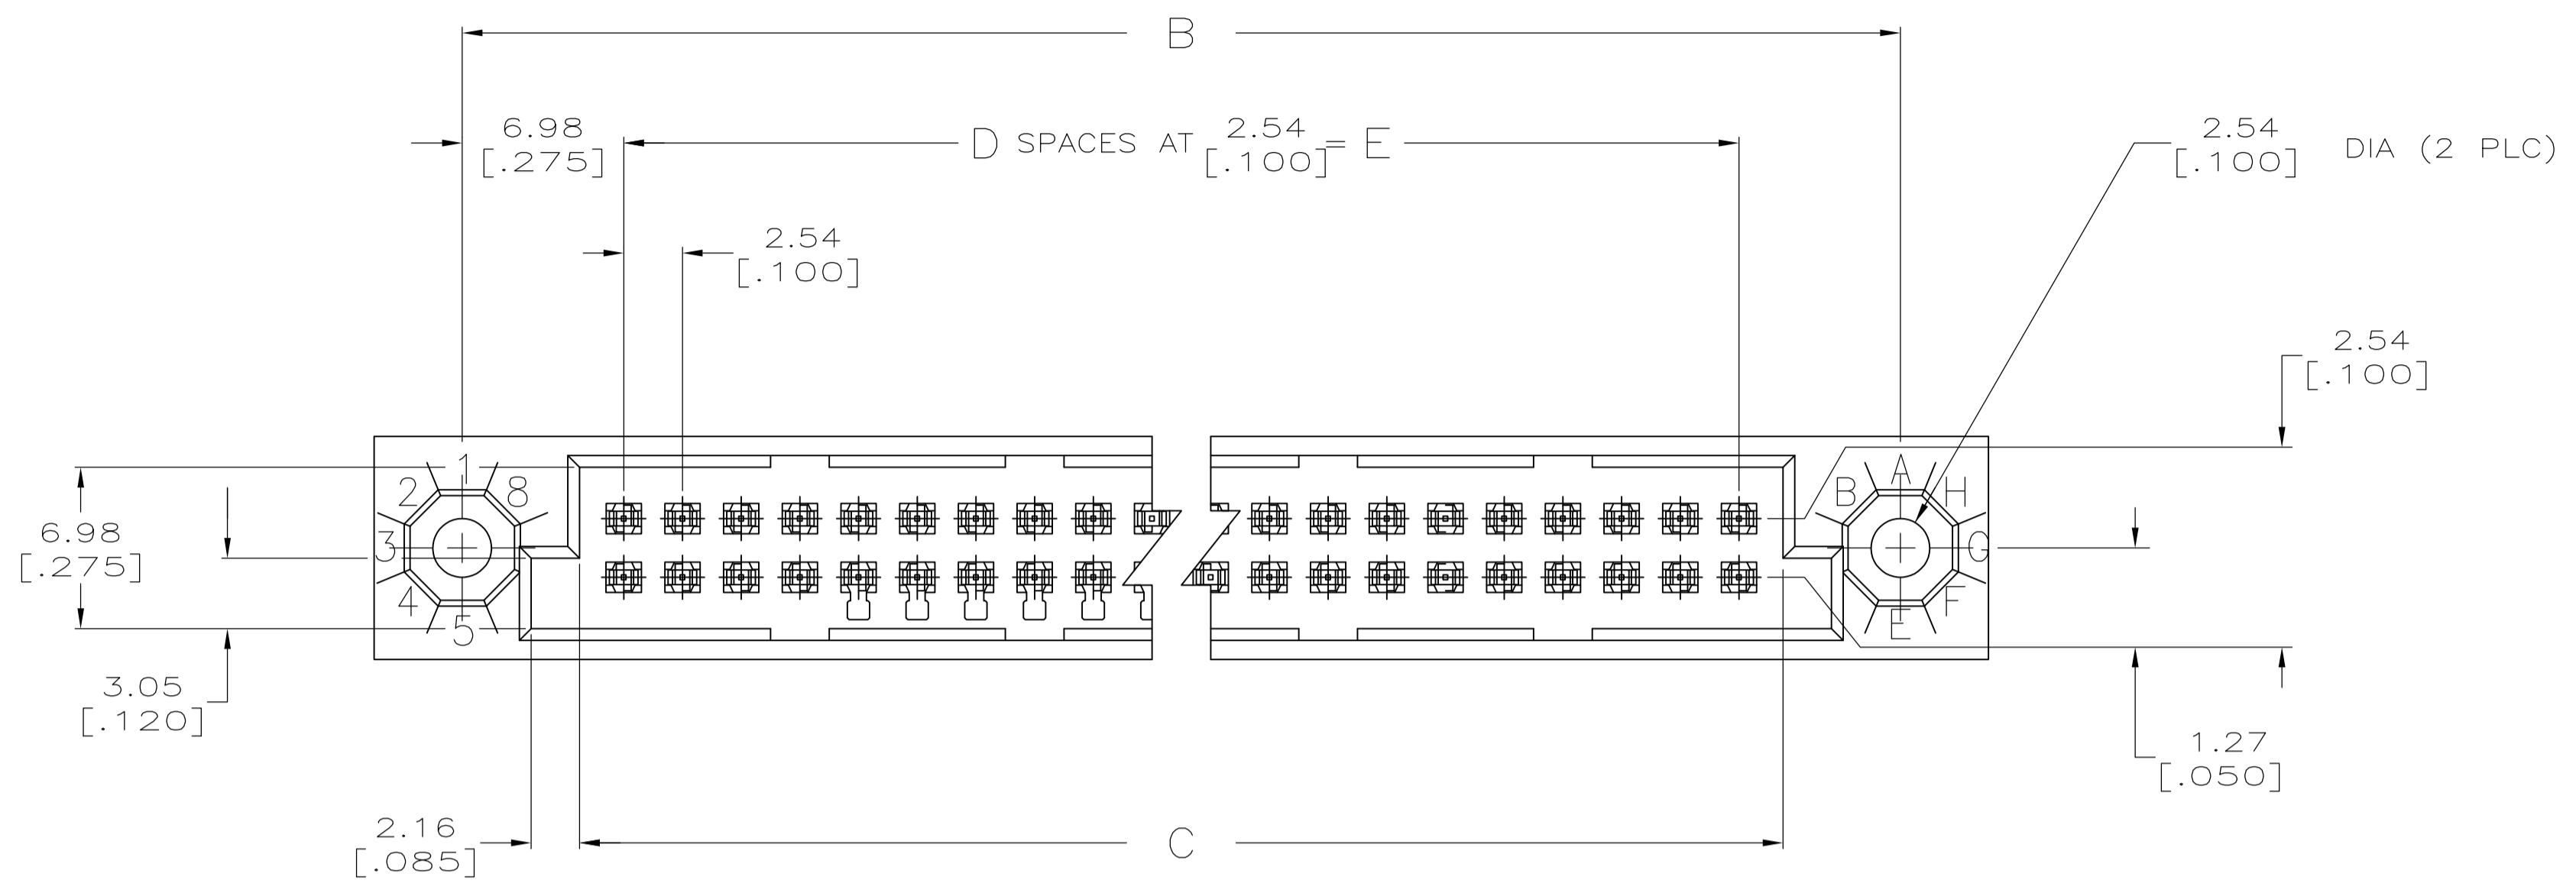 B
6.98
[.275]
D SPACES AT 2.54 = E
[.100]
2.54
[.100]
DIA (2 PLC)
2.54
[.100]
2.54
[.100]
1
2
8
3
4
5
A
B
H
G
F
E
6.98
[.275]
3.05
[.120]
1.27
[.050]
2.16
[.085]
C